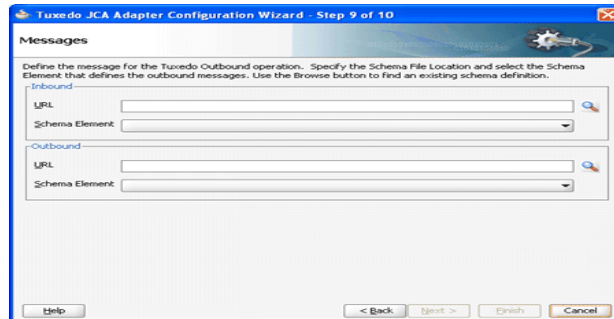 Tuxedo JCA Adapter Configuration Wizard - Step 9 of 10
Messages
Define the message for the Tuxedo Outbound operation. Specify the Schema File Location and select the Schema
Element that defines the outbound messages. Use the Browse button to find an existing schema definition.
Inbound
URL
Schema Element
Outbound
URL
Schema Element
Help
< Back
Next >
Finish
Cancel